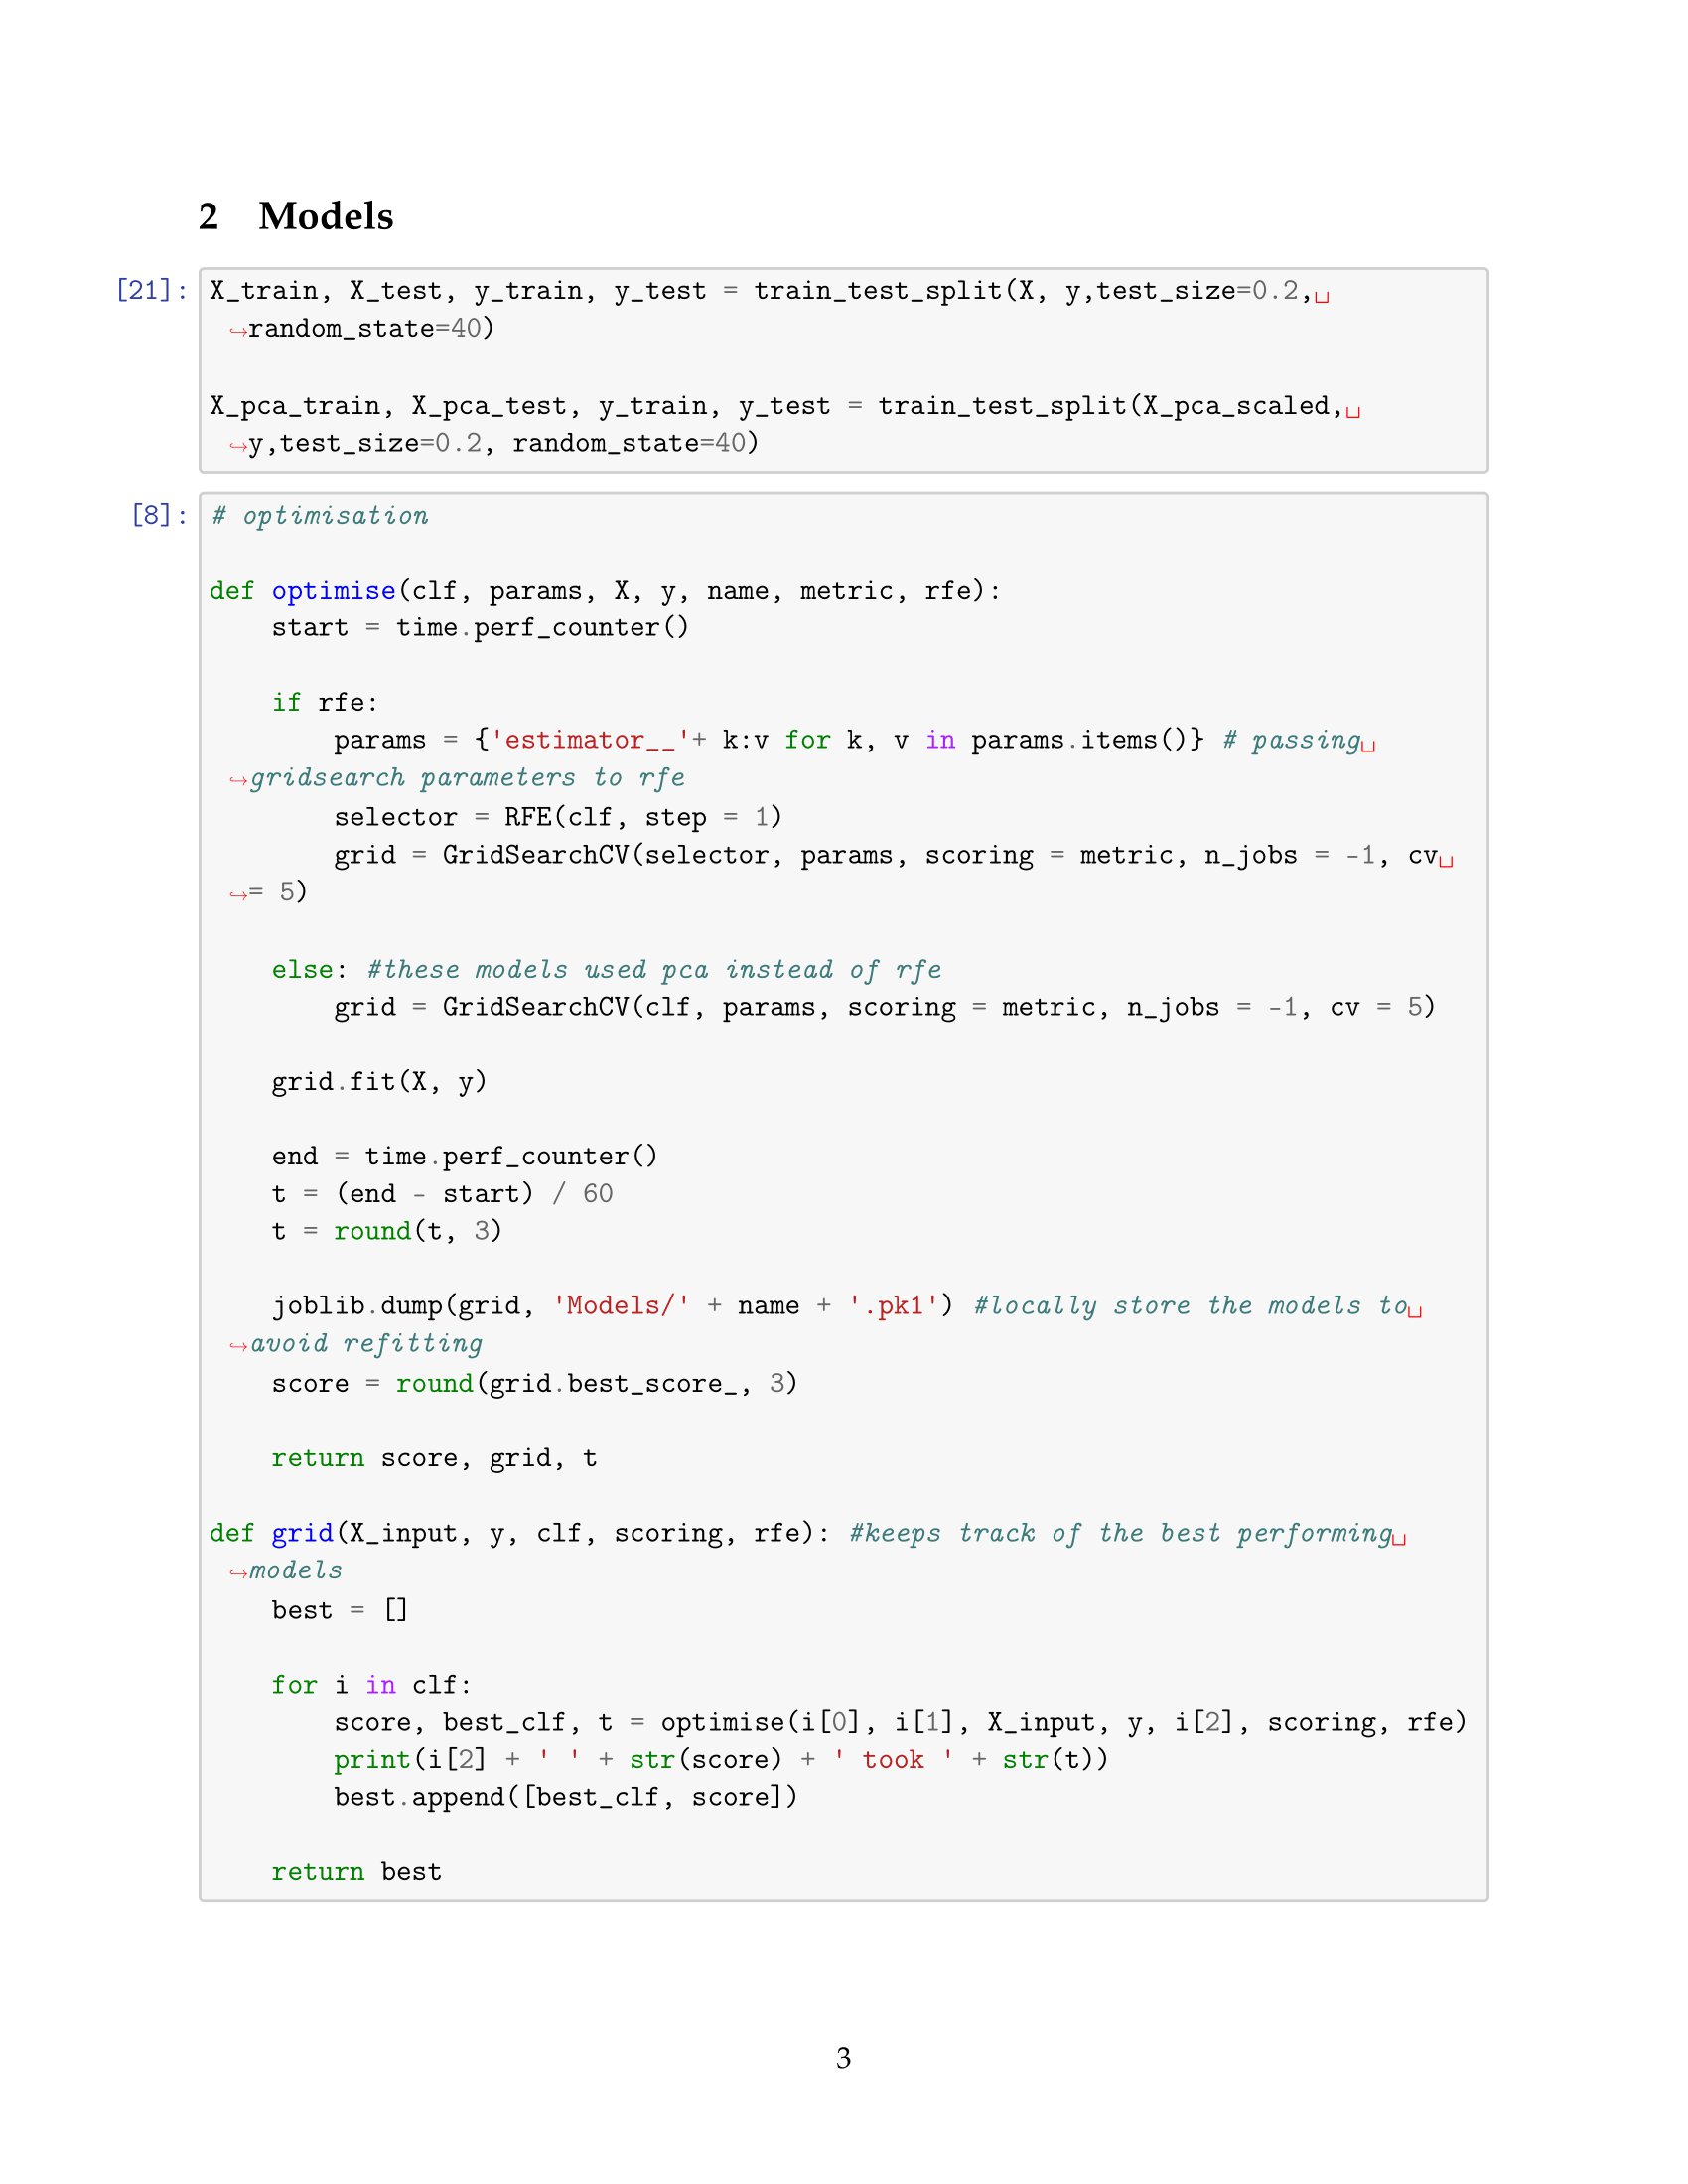 2 Models
[21]: X_train, X_test, y_train, y_test = train_test_split(X, y,test_size=0.2,␣
↪random_state=40)
X_pca_train, X_pca_test, y_train, y_test = train_test_split(X_pca_scaled,␣
↪y,test_size=0.2, random_state=40)
[8]: # optimisation
def optimise(clf, params, X, y, name, metric, rfe):
    start = time.perf_counter()
    if rfe:
        params = {'estimator__'+ k:v for k, v in params.items()} # passing␣
↪gridsearch parameters to rfe
        selector = RFE(clf, step = 1)
        grid = GridSearchCV(selector, params, scoring = metric, n_jobs = -1, cv␣
↪= 5)
    else: #these models used pca instead of rfe
        grid = GridSearchCV(clf, params, scoring = metric, n_jobs = -1, cv = 5)
    grid.fit(X, y)
    end = time.perf_counter()
    t = (end - start) / 60
    t = round(t, 3)
    joblib.dump(grid, 'Models/' + name + '.pk1') #locally store the models to␣
↪avoid refitting
    score = round(grid.best_score_, 3)
    return score, grid, t
def grid(X_input, y, clf, scoring, rfe): #keeps track of the best performing␣
↪models
    best = []
    for i in clf:
        score, best_clf, t = optimise(i[0], i[1], X_input, y, i[2], scoring, rfe)
        print(i[2] + ' ' + str(score) + ' took ' + str(t))
        best.append([best_clf, score])
    return best
3